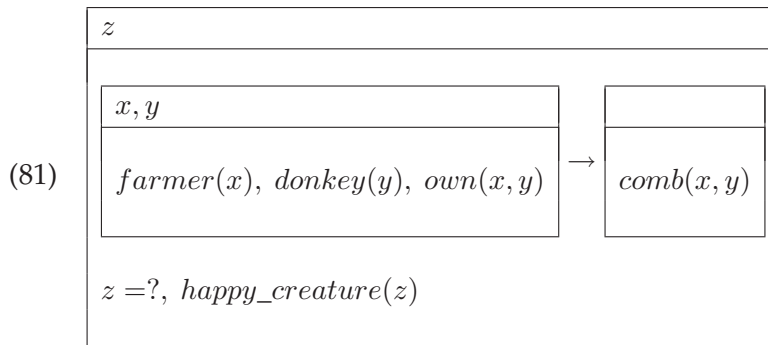 z
x, y
(81) farmer(x), donkey(y), own(x, y) → comb(x, y)
z =?, happy_creature(z)